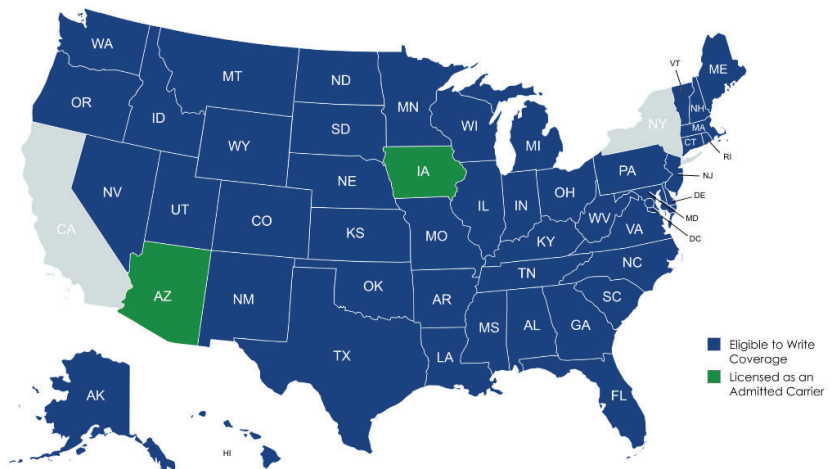 WA
OR
CA
NV
ID
MT
WY
UT
AZ
CO
NM
ND
SD
NE
KS
OK
TX
MN
IA
MO
AR
LA
WI
IL
MI
IN
OH
KY
TN
MS
AL
GA
FL
SC
NC
VA
WV
PA
NY
VT
NH
ME
MA
CT
RI
NJ
DE
MD
DC
AK
HI
Eligible to Write
Coverage
Licensed as an
Admitted Carrier